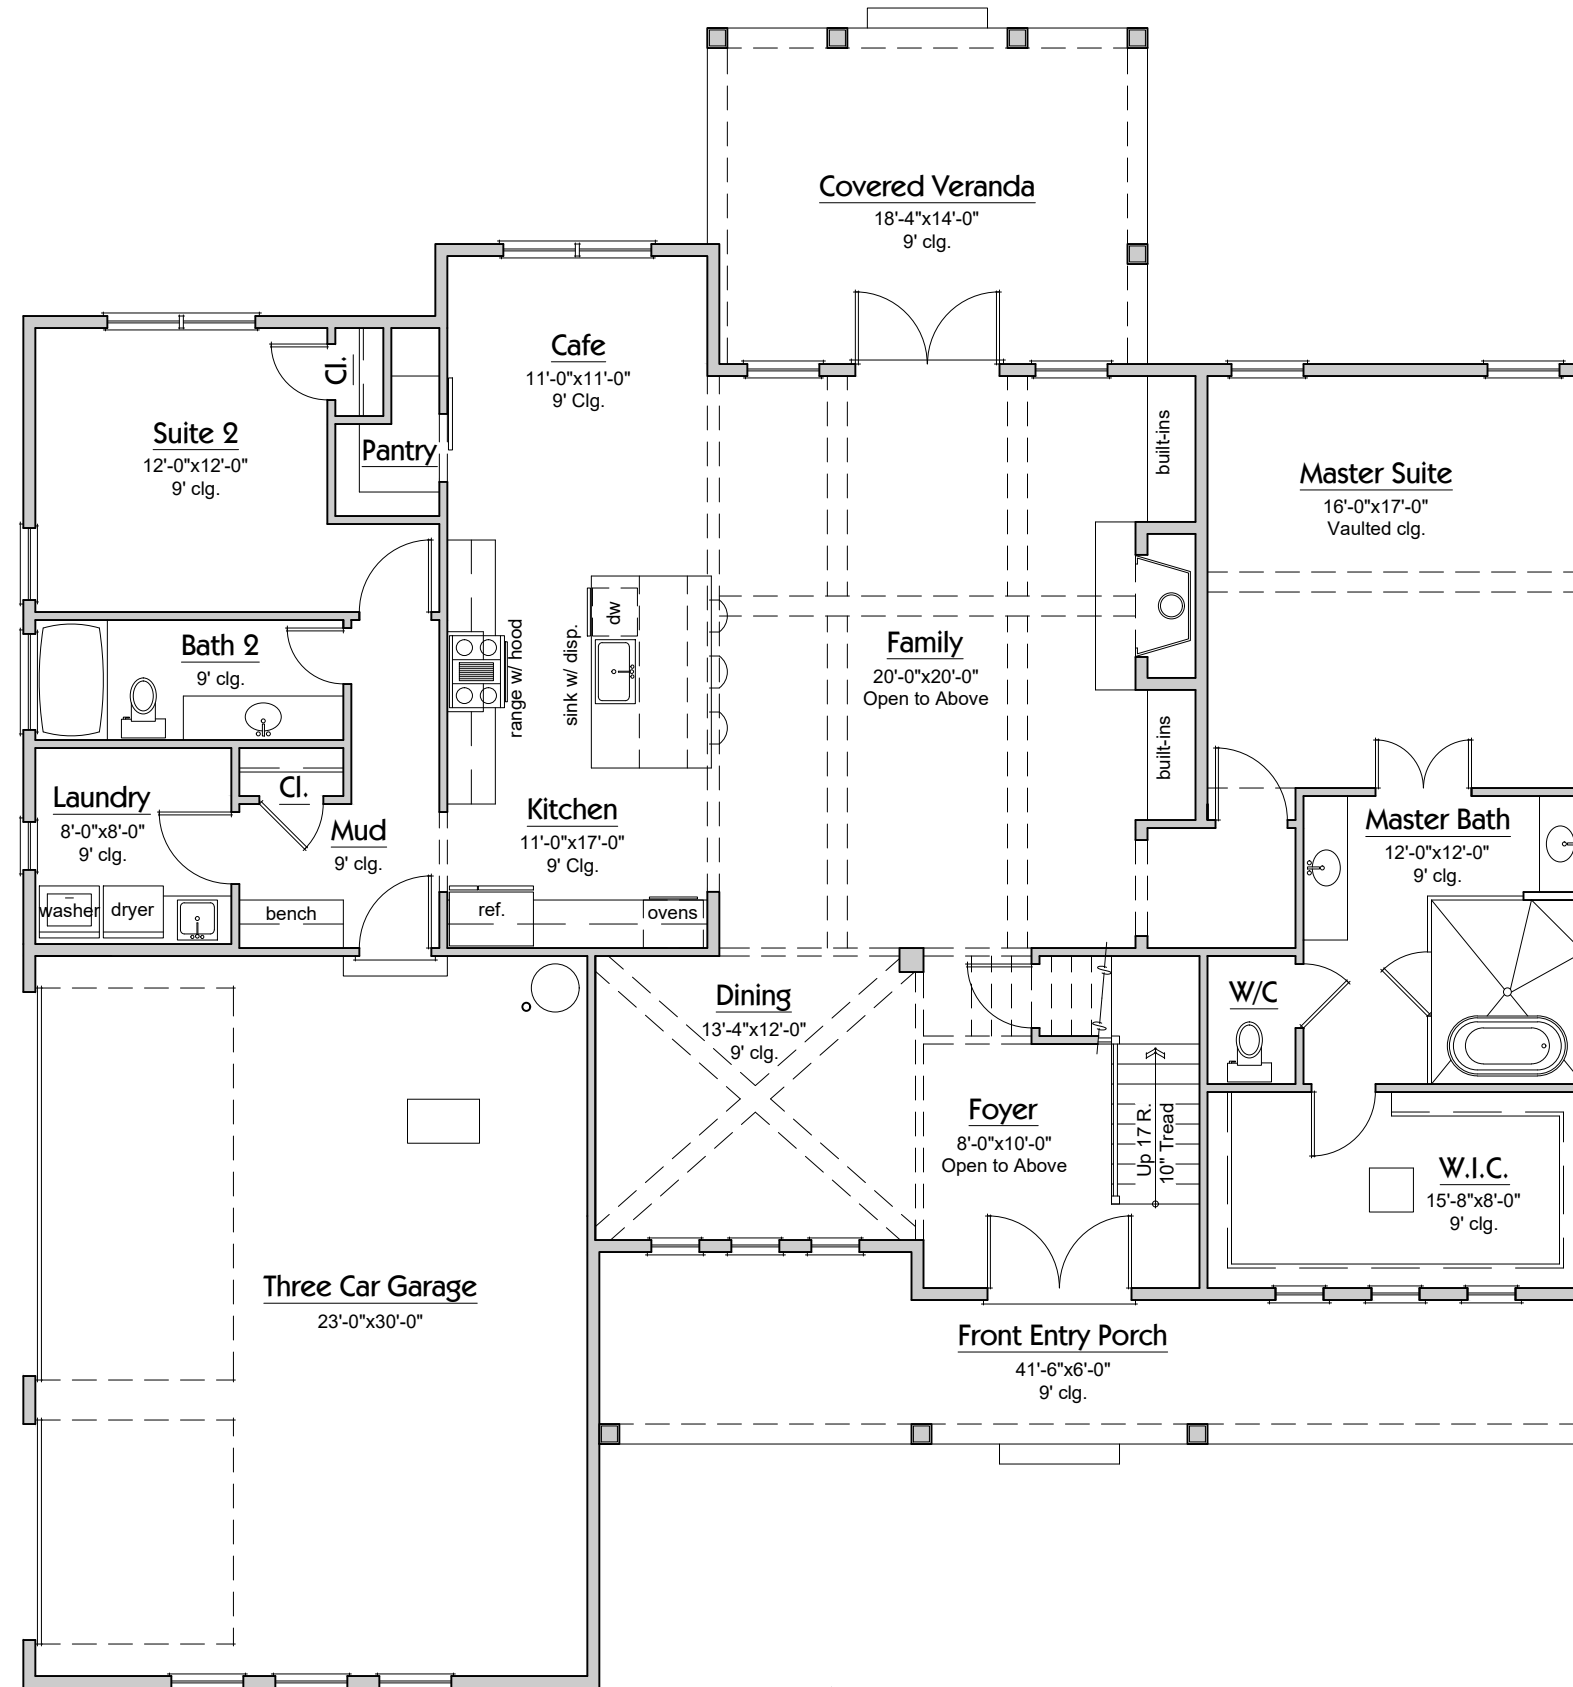 Covered Veranda
18'-4"x14'-0"
9' clg.
Cafe
11'-0"x11'-0"
9' Clg.
Cl.
Suite 2
12'-0"x12'-0"
9' clg.
Pantry
built-ins
Master Suite
16'-0"x17'-0"
Vaulted clg.
dw
range w/ hood
sink w/ disp.
Family
20'-0"x20'-0"
Open to Above
Bath 2
9' clg.
built-ins
Laundry
8'-0"x8'-0"
9' clg.
Cl.
Mud
9' clg.
Kitchen
11'-0"x17'-0"
9' Clg.
Master Bath
12'-0"x12'-0"
9' clg.
washer
dryer
bench
ref.
ovens
Dining
13'-4"x12'-0"
9' clg.
W/C
Foyer
8'-0"x10'-0"
Open to Above
Up 17 R.
10" Tread
W.I.C.
15'-8"x8'-0"
9' clg.
Three Car Garage
23'-0"x30'-0"
Front Entry Porch
41'-6"x6'-0"
9' clg.